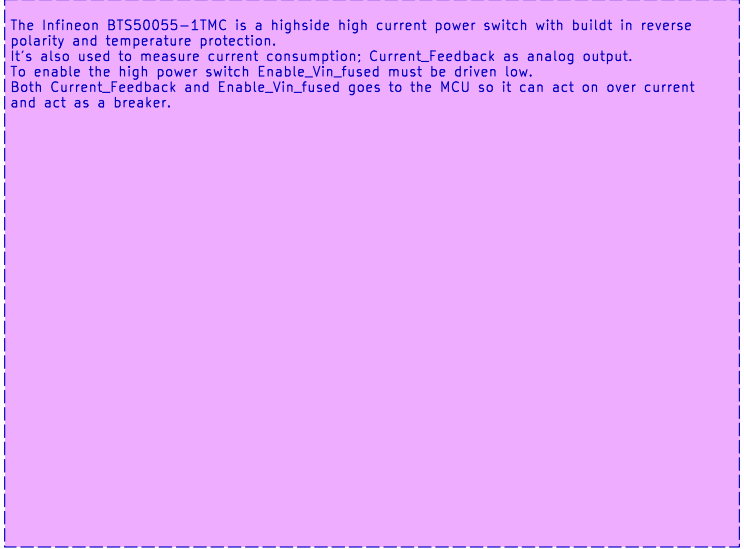 The Infineon BTS50055-1TMC is a highside high current power switch with buildt in reverse
polarity and temperature protection.
It's also used to measure current consumption; Current_Feedback as analog output.
To enable the high power switch Enable_Vin_fused must be driven low.
Both Current_Feedback and Enable_Vin_fused goes to the MCU so it can act on over current
and act as a breaker.